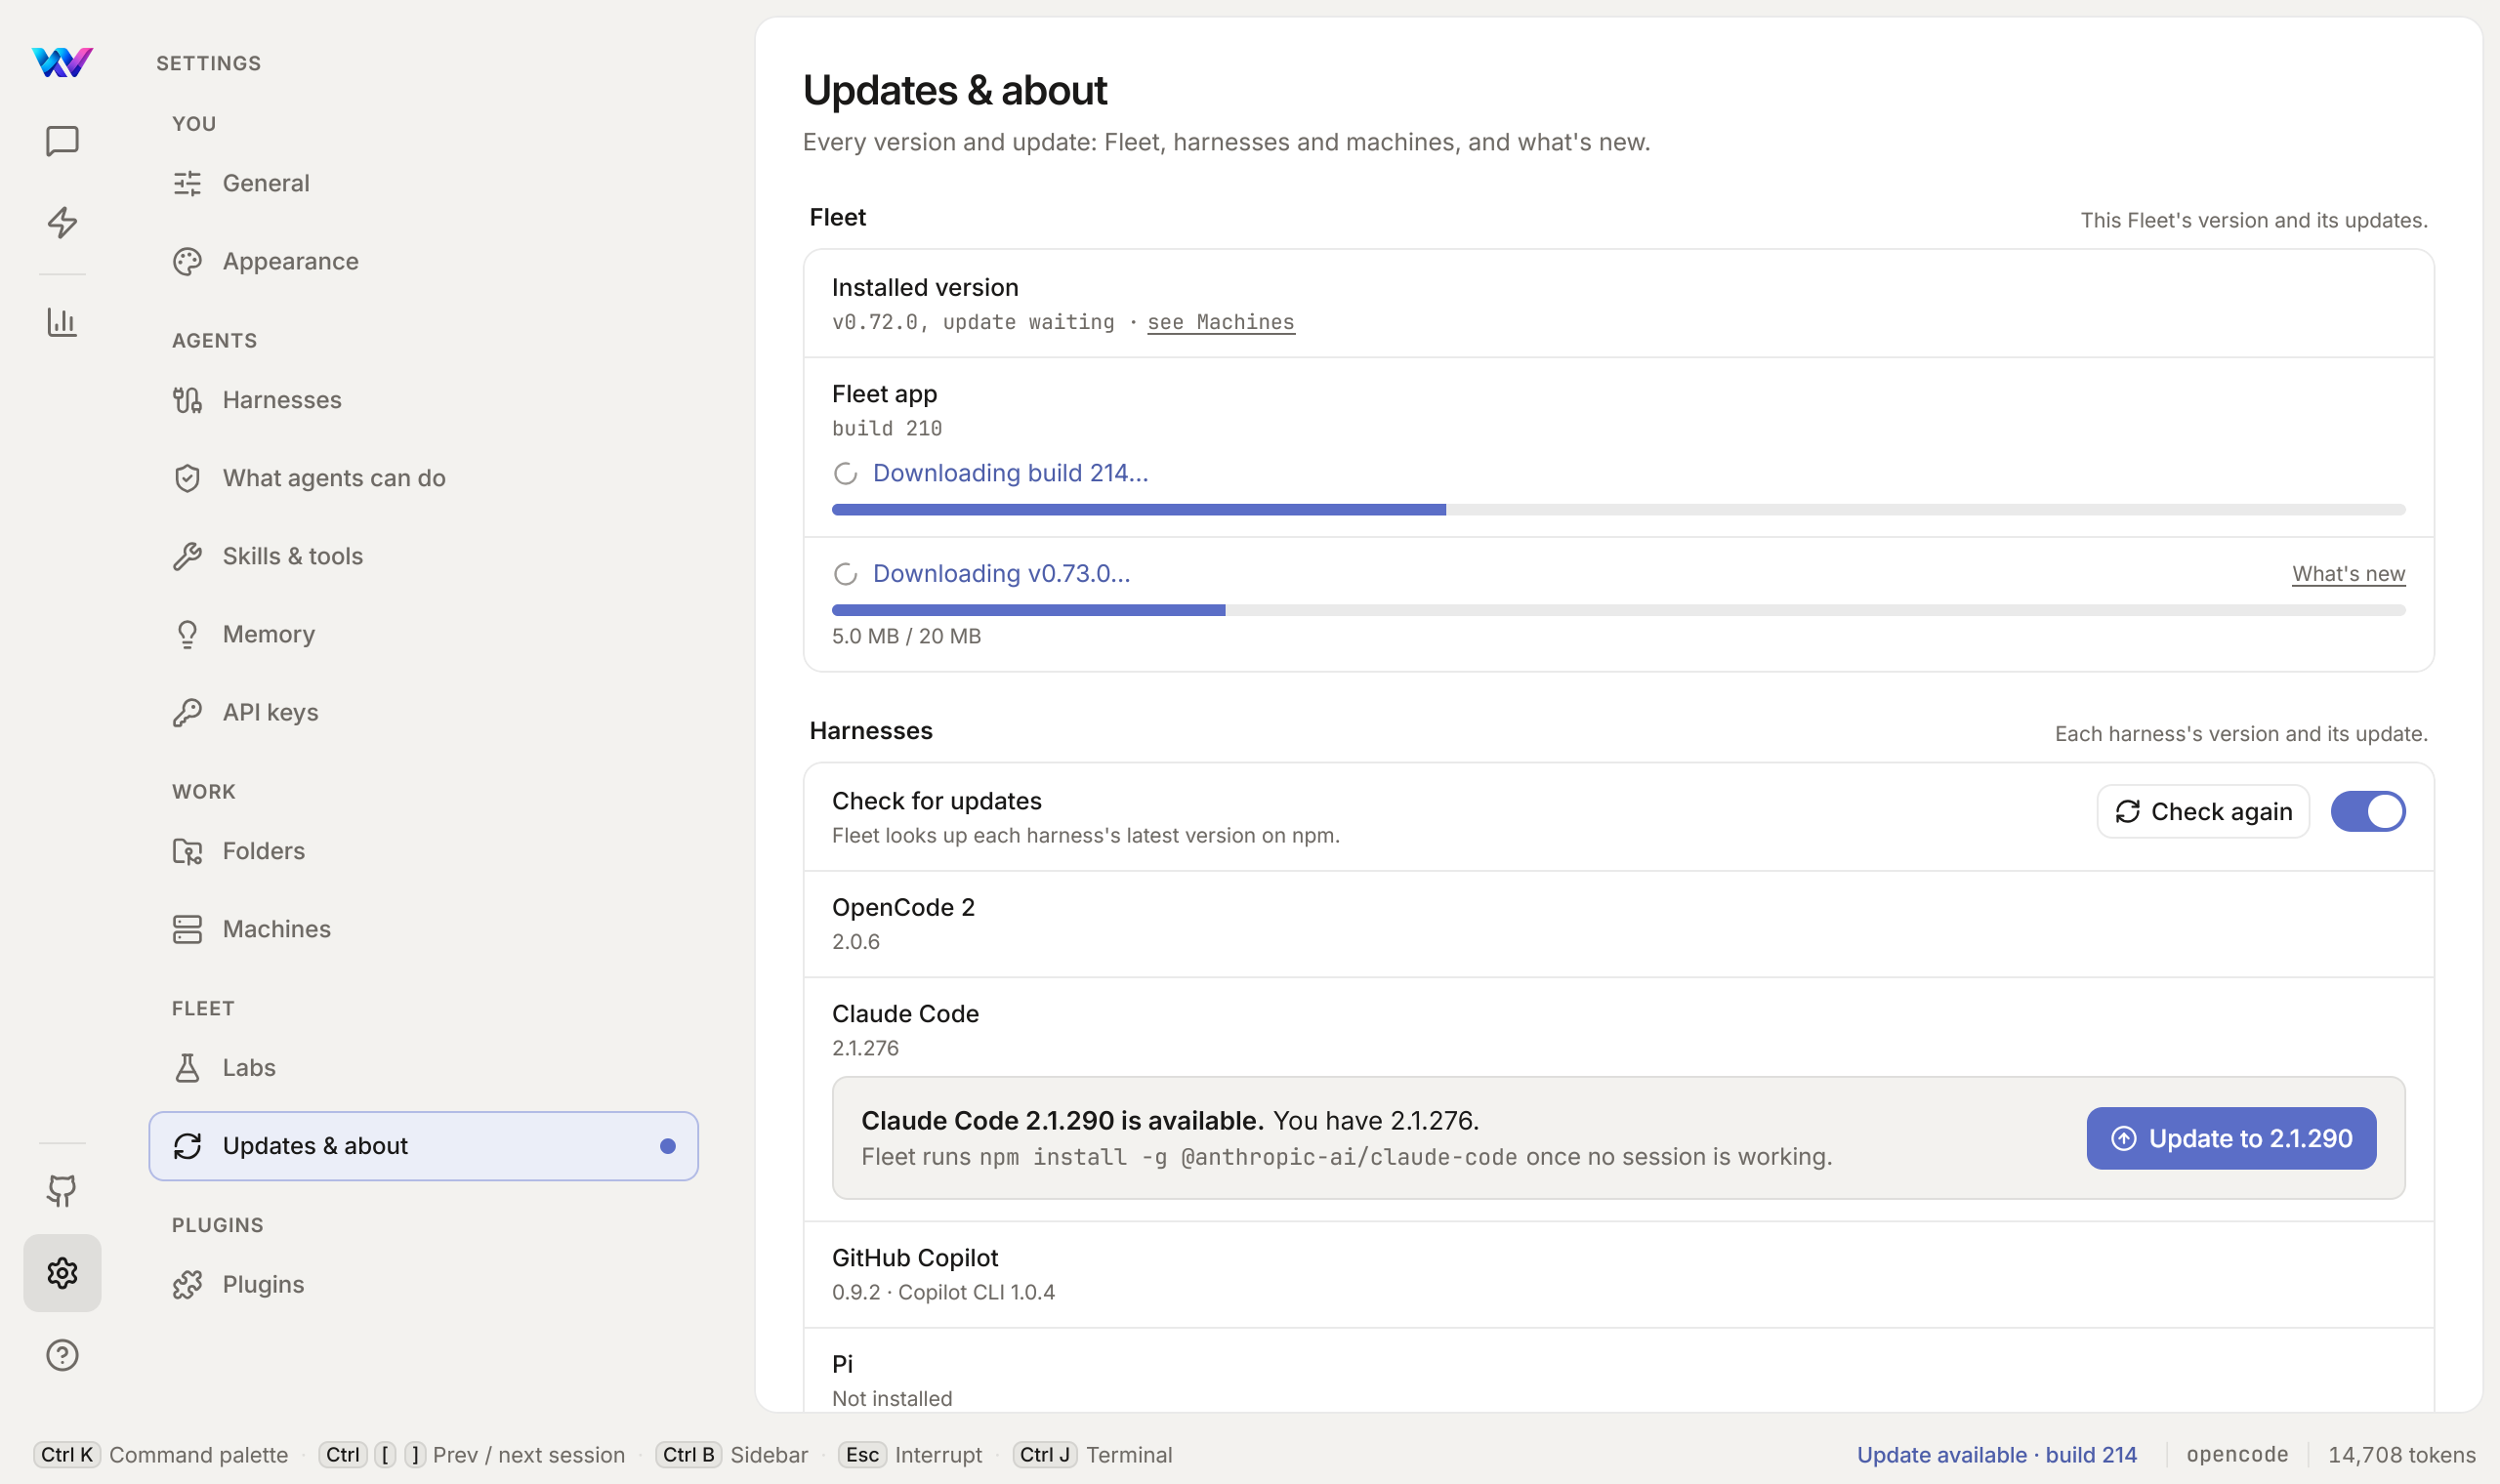 SETTINGS
YOU
General
Appearance
AGENTS
Harnesses
What agents can do
Skills & tools
Memory
API keys
WORK
Folders
Machines
FLEET
Labs
Updates & about
PLUGINS
Plugins
Updates & about
Every version and update: Fleet, harnesses and machines, and what's new.
Fleet
This Fleet's version and its updates.
Installed version
v0.72.0, update waiting · see Machines
Fleet app
build 210
Downloading build 214...
Downloading v0.73.0...
What's new
5.0 MB / 20 MB
Harnesses
Each harness's version and its update.
Check for updates
Fleet looks up each harness's latest version on npm.
Check again
OpenCode 2
2.0.6
Claude Code
2.1.276
Claude Code 2.1.290 is available. You have 2.1.276.
Fleet runs npm install -g @anthropic-ai/claude-code once no session is working.
Update to 2.1.290
GitHub Copilot
0.9.2 · Copilot CLI 1.0.4
Pi
Not installed
Ctrl K Command palette · Ctrl [ ] Prev / next session · Ctrl B Sidebar · Esc Interrupt · Ctrl J Terminal
Update available · build 214
opencode
14,708 tokens